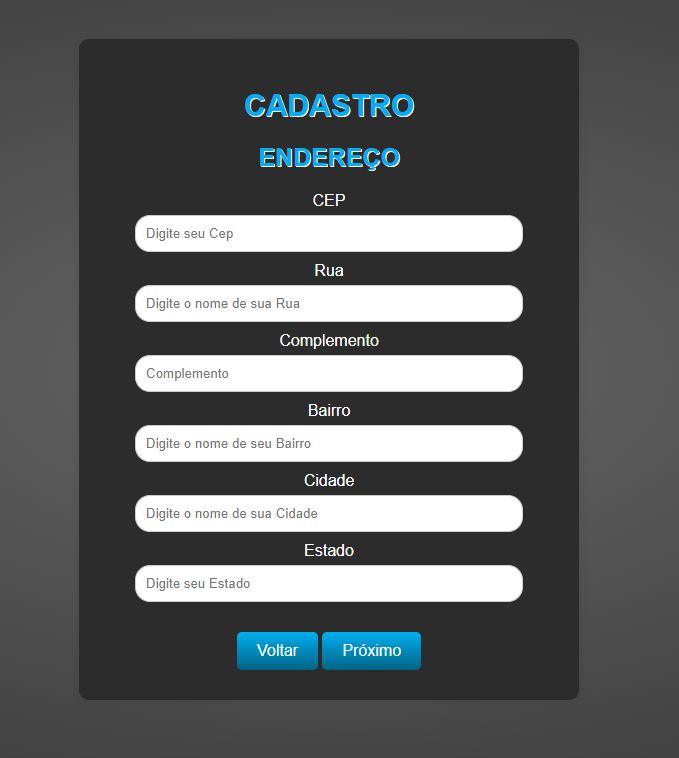 CADASTRO
ENDEREÇO
CEP
Digite seu Cep
Rua
Digite o nome de sua Rua
Complemento
Complemento
Bairro
Digite o nome de seu Bairro
Cidade
Digite o nome de sua Cidade
Estado
Digite seu Estado
Voltar Próximo